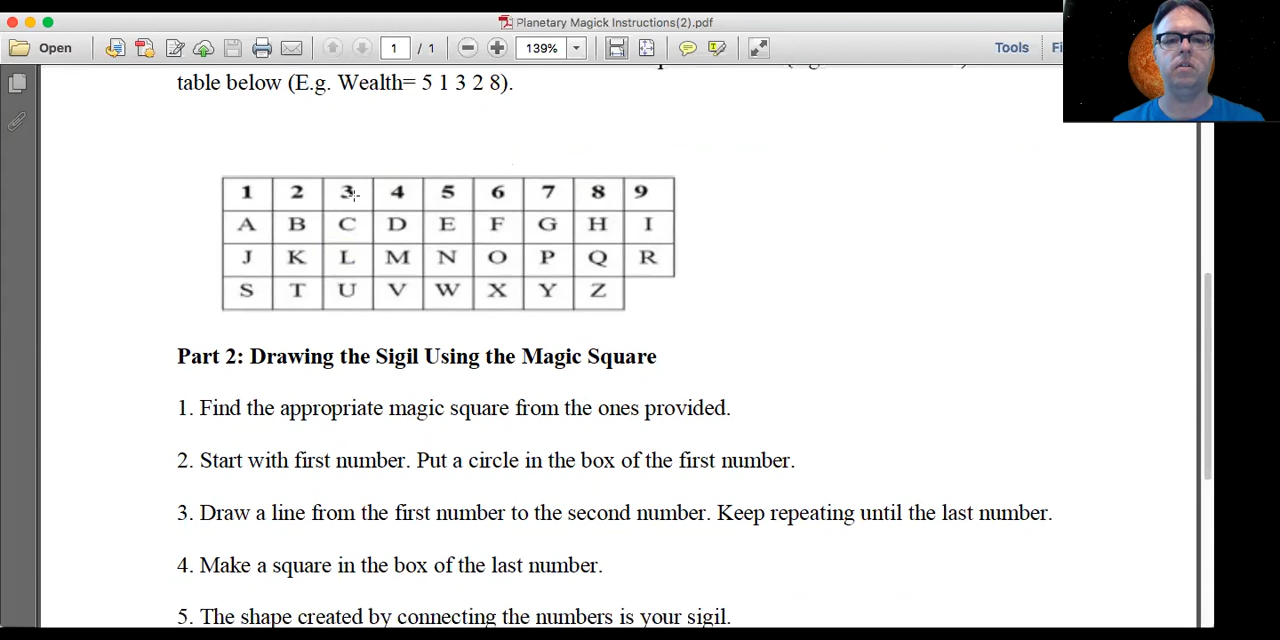 Planetary Magick Instructions(2).pdf
Open 1 / 1 139% Tools
table below (E.g. Wealth= 5 1 3 2 8).
1 2 3 4 5 6 7 8 9
A B C D E F G H I
J K L M N O P Q R
S T U V W X Y Z
Part 2: Drawing the Sigil Using the Magic Square
1. Find the appropriate magic square from the ones provided.
2. Start with first number. Put a circle in the box of the first number.
3. Draw a line from the first number to the second number. Keep repeating until the last number.
4. Make a square in the box of the last number.
5. The shape created by connecting the numbers is your sigil.